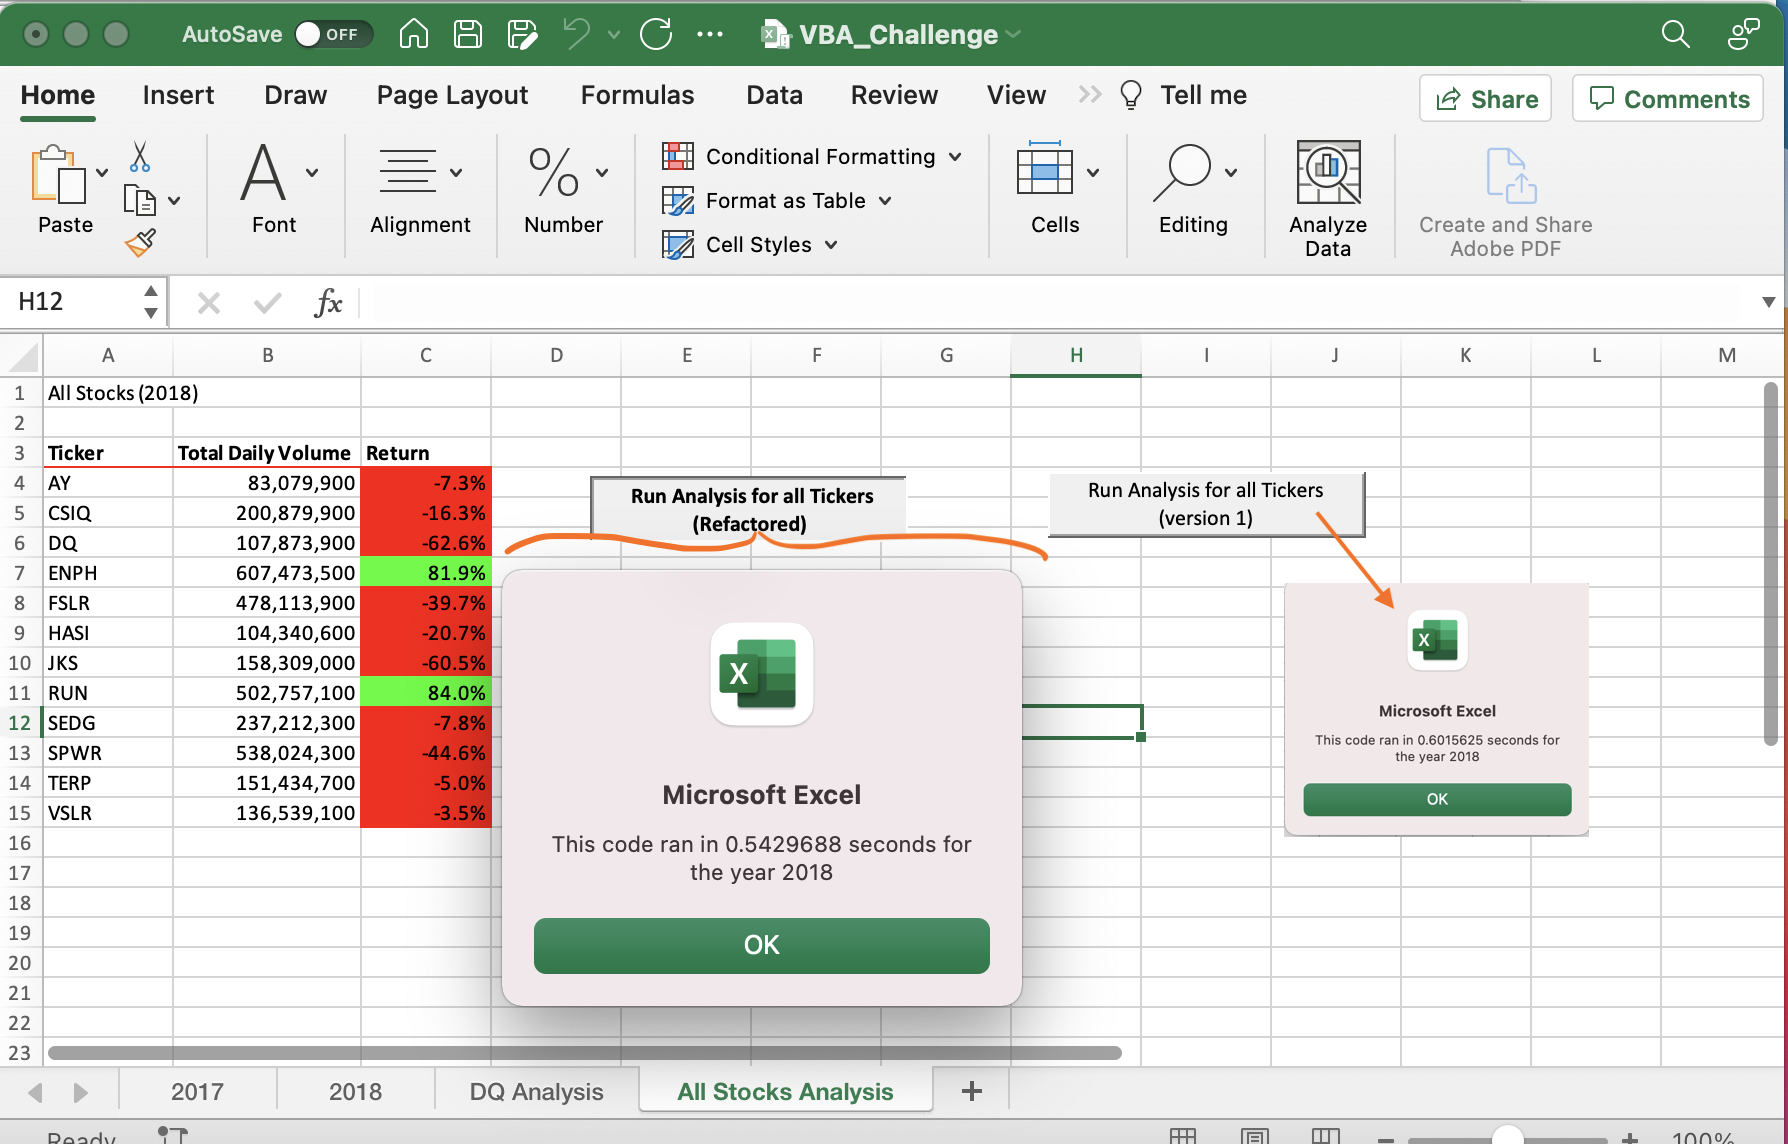 AutoSave OFF VBA_Challenge
Home Insert Draw Page Layout Formulas Data Review View Tell me Share Comments
Paste Font Alignment Number Conditional Formatting Format as Table Cell Styles Cells Editing Analyze Data Create and Share Adobe PDF
H12 fx
A B C D E F G H I J K L M
1 All Stocks (2018)
2
3 Ticker Total Daily Volume Return
4 AY 83,079,900 -7.3%
5 CSIQ 200,879,900 -16.3%
6 DQ 107,873,900 -62.6%
7 ENPH 607,473,500 81.9%
8 FSLR 478,113,900 -39.7%
9 HASI 104,340,600 -20.7%
10 JKS 158,309,000 -60.5%
11 RUN 502,757,100 84.0%
12 SEDG 237,212,300 -7.8%
13 SPWR 538,024,300 -44.6%
14 TERP 151,434,700 -5.0%
15 VSLR 136,539,100 -3.5%
16
17
18
19
20
21
22
23
Run Analysis for all Tickers
(Refactored)
Run Analysis for all Tickers
(version 1)
X
Microsoft Excel
This code ran in 0.5429688 seconds for
the year 2018
OK
X
Microsoft Excel
This code ran in 0.6015625 seconds for
the year 2018
OK
2017 2018 DQ Analysis All Stocks Analysis +
Ready 100%